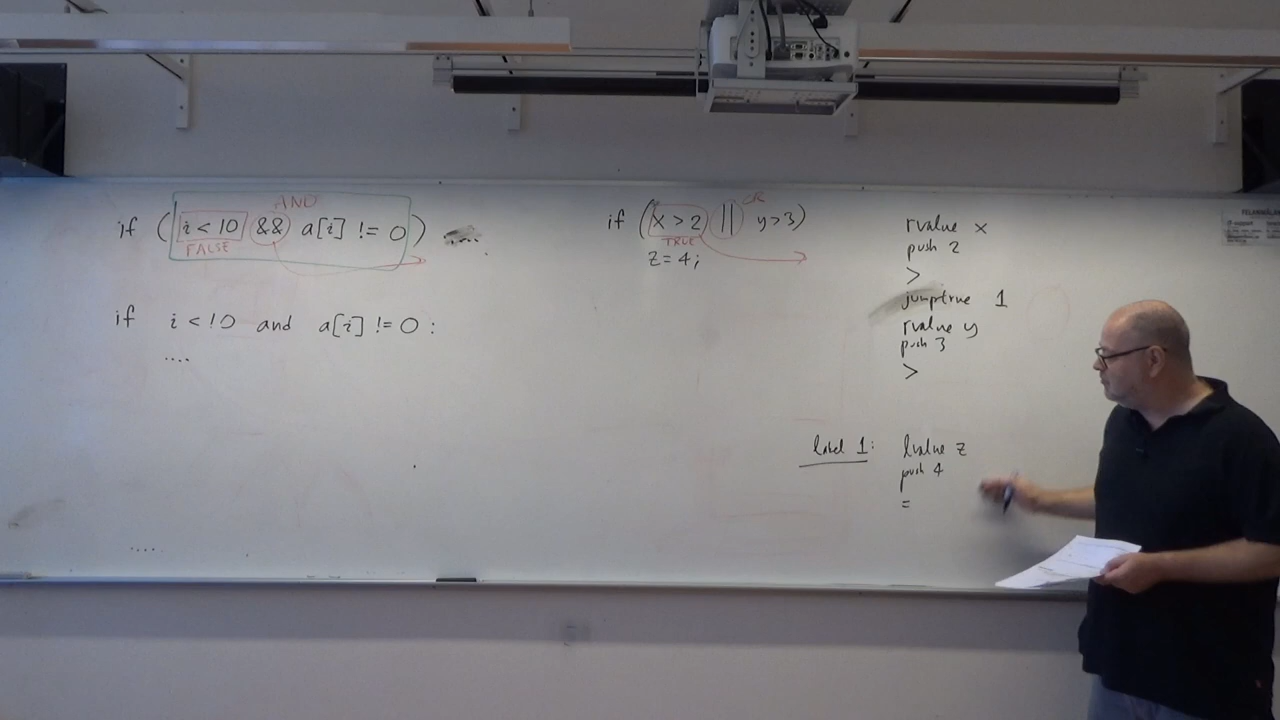 AND
if (i < 10 && a[i] != 0) ....
FALSE
if i < 10 and a[i] != 0 :
....
....
OR
if (x > 2 || y > 3)
TRUE
z = 4;
rvalue x
push 2
>
jumptrue 1
rvalue y
push 3
>
label 1: lvalue z
push 4
=